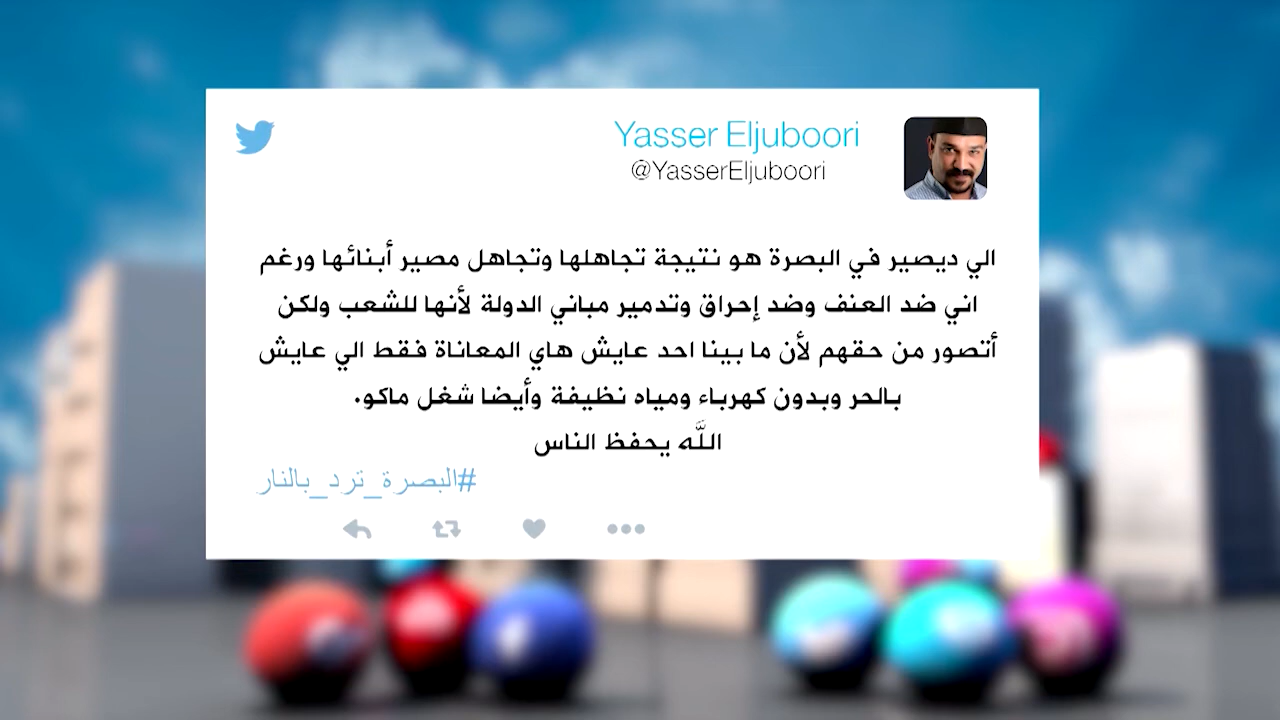 Yasser Eljuboori
@YasserEljuboori
الي ديصير في البصرة هو نتيجة تجاهلها وتجاهل مصير أبنائها ورغم
اني ضد العنف وضد إحراق وتدمير مباني الدولة لأنها للشعب ولكن
أتصور من حقهم لأن ما بينا احد عايش هاي المعاناة فقط الي عايش
بالحر وبدون كهرباء ومياه نظيفة وأيضا شغل ماكو.
اللّه يحفظ الناس
#البصرة_ترد_بالنار